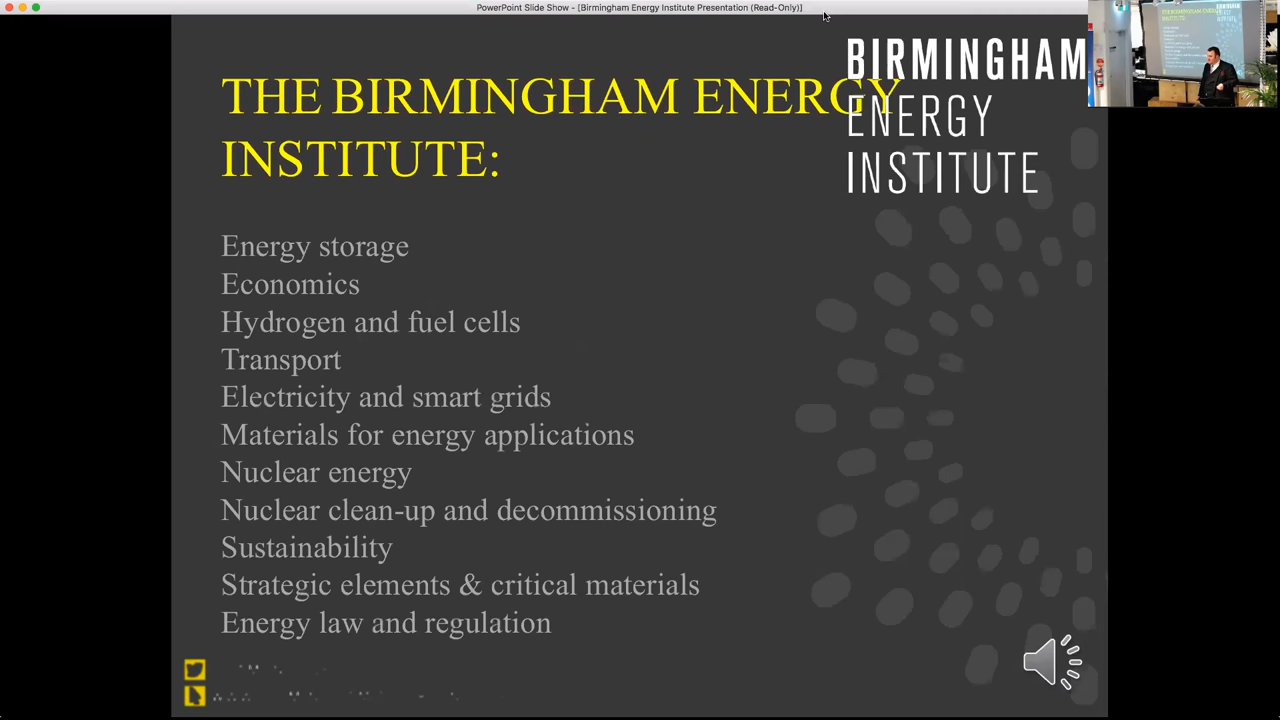 PowerPoint Slide Show - [Birmingham Energy Institute Presentation (Read-Only)]
THE BIRMINGHAM ENERGY
INSTITUTE:
BIRMINGHAM
ENERGY
INSTITUTE
Energy storage
Economics
Hydrogen and fuel cells
Transport
Electricity and smart grids
Materials for energy applications
Nuclear energy
Nuclear clean-up and decommissioning
Sustainability
Strategic elements & critical materials
Energy law and regulation